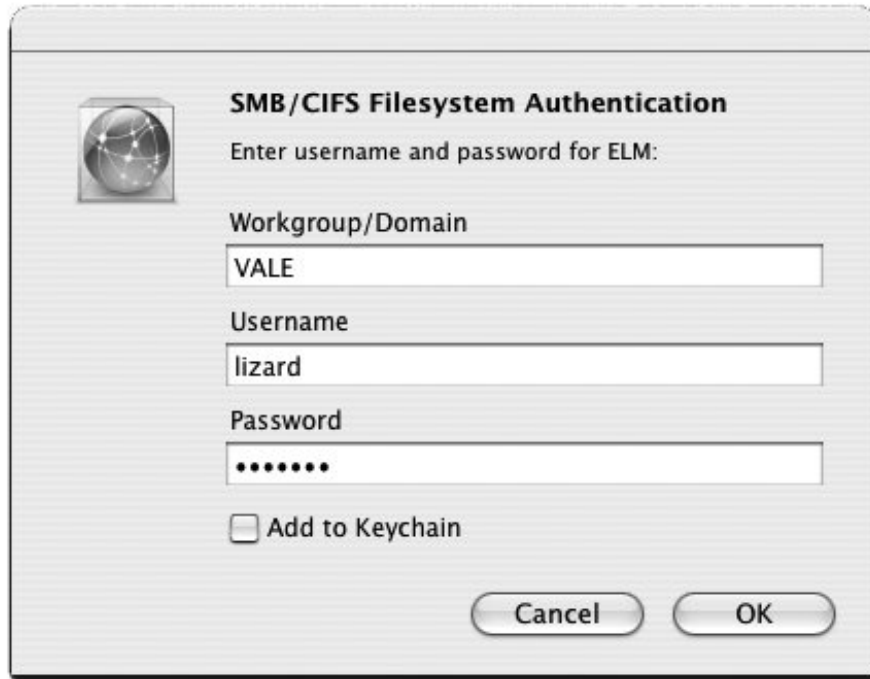 SMB/CIFS Filesystem Authentication
Enter username and password for ELM:
Workgroup/Domain
VALE
Username
lizard
Password
•••••••
Add to Keychain
Cancel OK